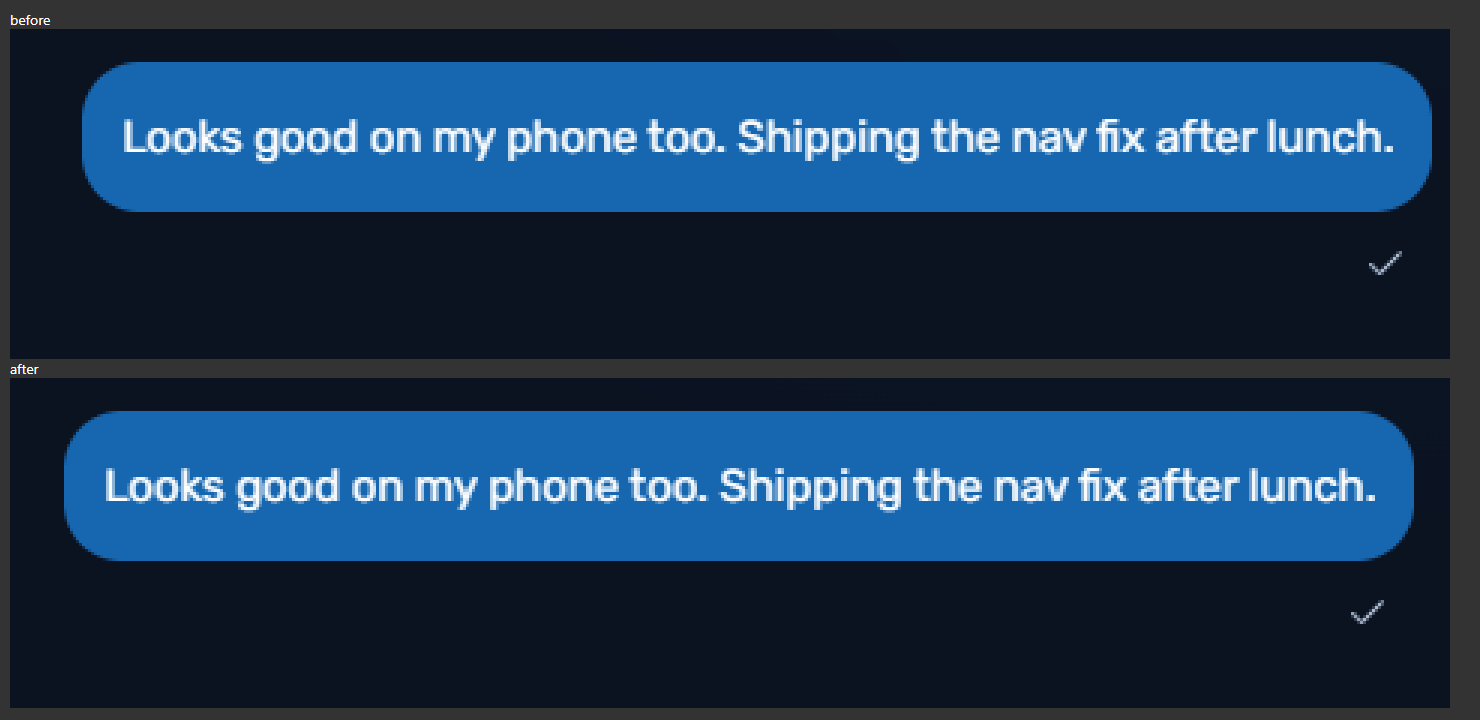 before
Looks good on my phone too. Shipping the nav fix after lunch.
after
Looks good on my phone too. Shipping the nav fix after lunch.